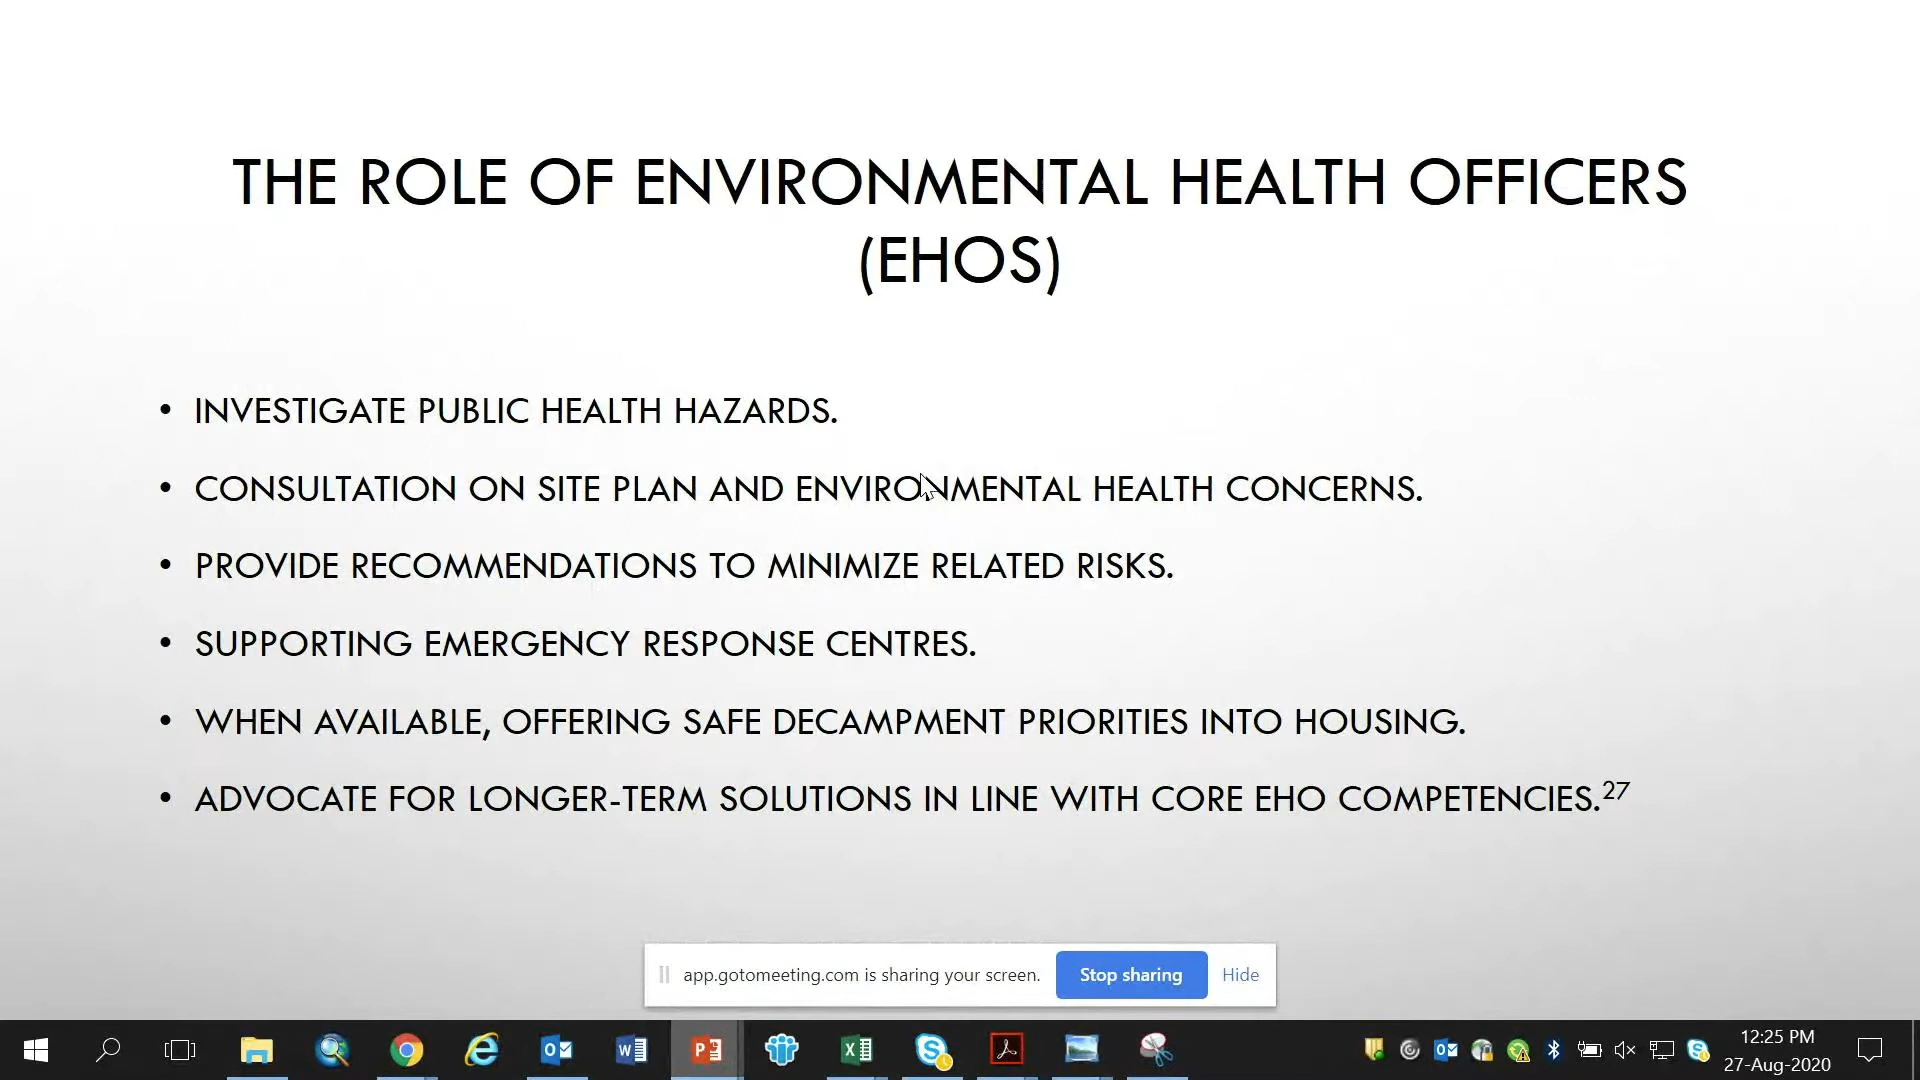 THE ROLE OF ENVIRONMENTAL HEALTH OFFICERS
(EHOS)
• INVESTIGATE PUBLIC HEALTH HAZARDS.
• CONSULTATION ON SITE PLAN AND ENVIRONMENTAL HEALTH CONCERNS.
• PROVIDE RECOMMENDATIONS TO MINIMIZE RELATED RISKS.
• SUPPORTING EMERGENCY RESPONSE CENTRES.
• WHEN AVAILABLE, OFFERING SAFE DECAMPMENT PRIORITIES INTO HOUSING.
• ADVOCATE FOR LONGER-TERM SOLUTIONS IN LINE WITH CORE EHO COMPETENCIES.27
app.gotomeeting.com is sharing your screen. Stop sharing Hide
12:25 PM
27-Aug-2020